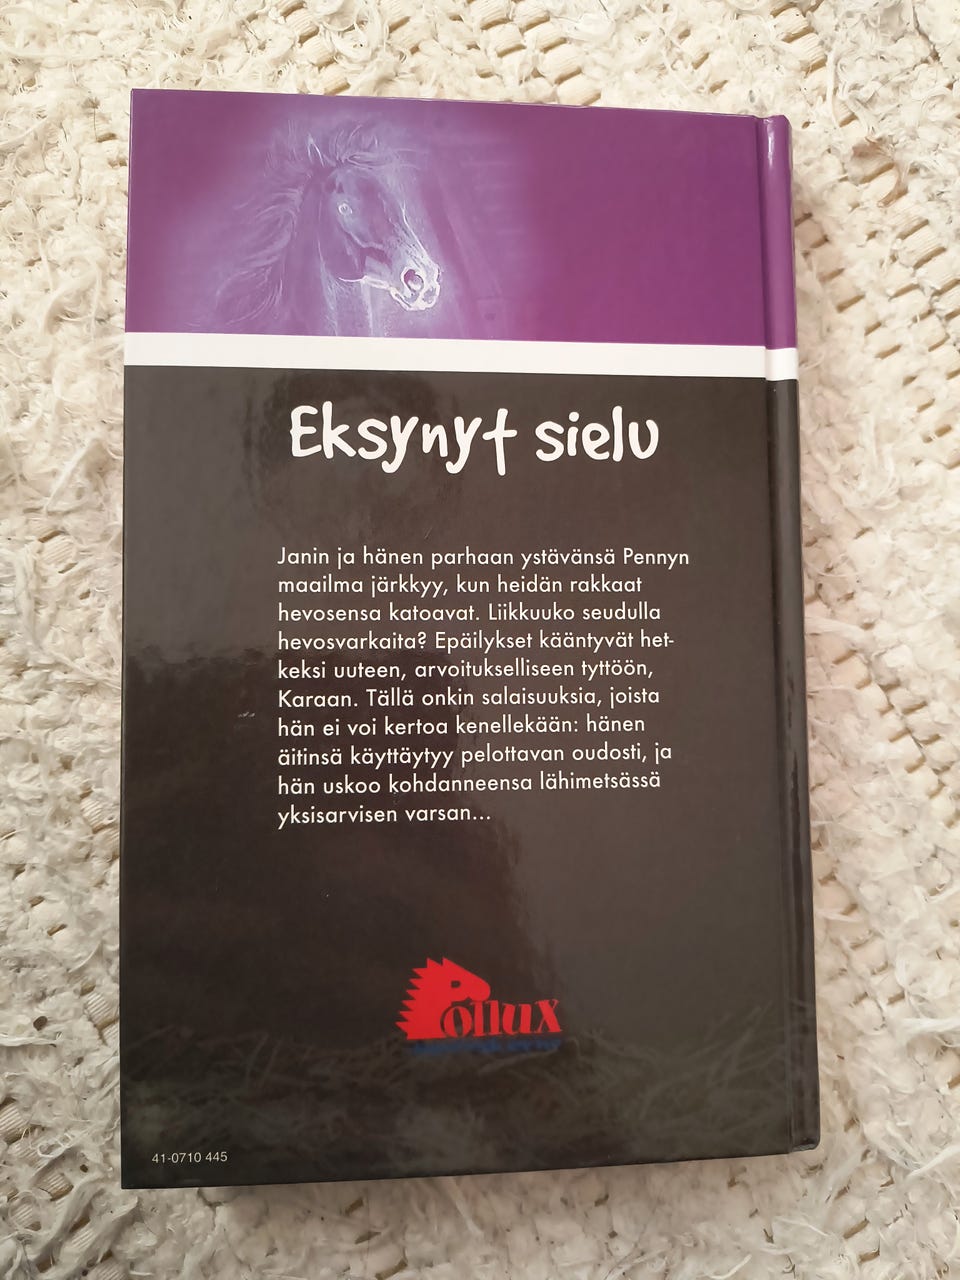 Eksynyt sielu
Janin ja hänen parhaan ystävänsä Pennyn
maailma järkkyy, kun heidän rakkaat
hevosensa katoavat. Liikkuuko seudulla
hevosvarkaita? Epäilykset kääntyvät het-
keksi uuteen, arvoitukselliseen tyttöön,
Karaan. Tällä onkin salaisuuksia, joista
hän ei voi kertoa kenellekään: hänen
äitinsä käyttäytyy pelottavan oudosti, ja
hän uskoo kohdanneensa lähimetsässä
yksisarvisen varsan...
Pollux
41-0710 445